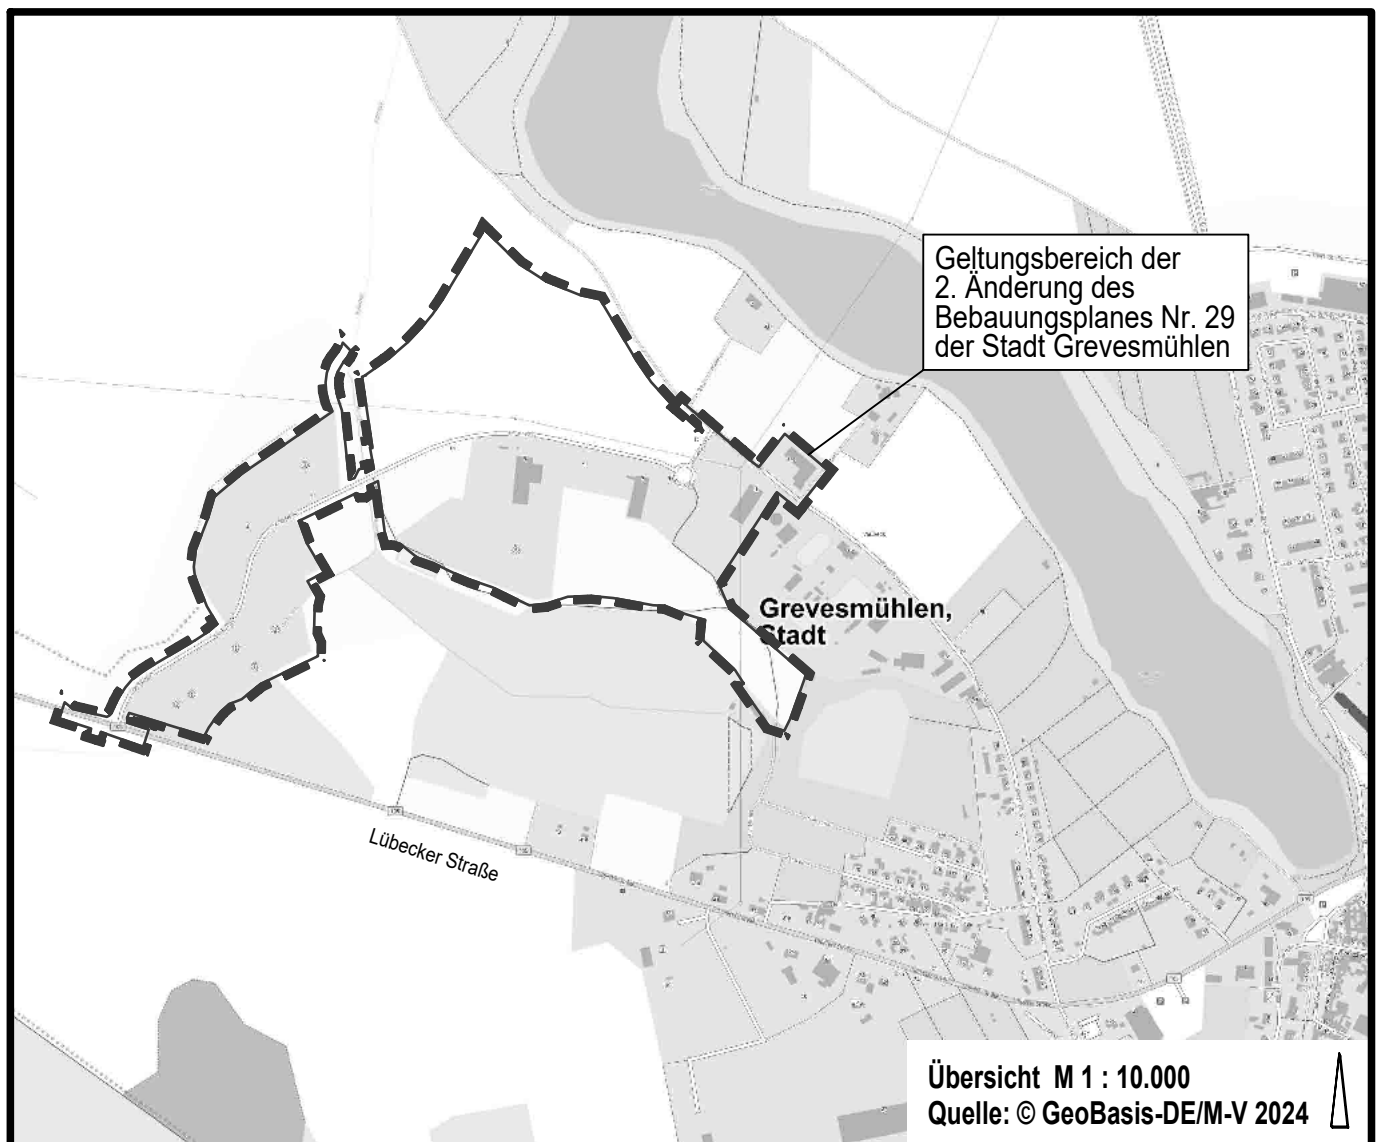 Geltungsbereich der
2. Änderung des
Bebauungsplanes Nr. 29
der Stadt Grevesmühlen
Grevesmühlen,
Stadt
Lübecker Straße
Übersicht M 1 : 10.000
Quelle: © GeoBasis-DE/M-V 2024